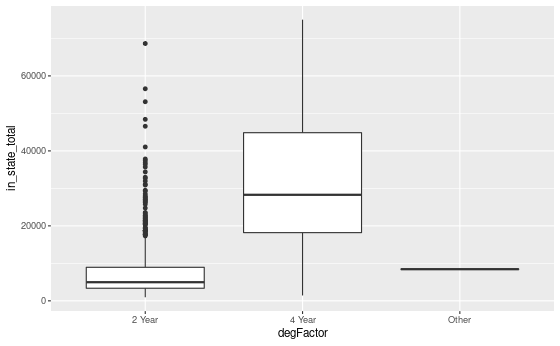 in_state_total
60000
40000
20000
0
2 Year
4 Year
Other
degFactor